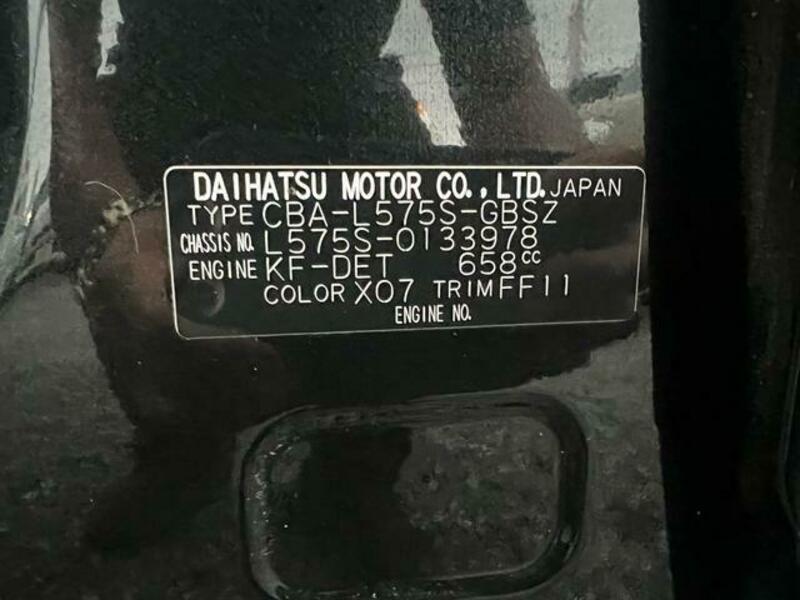 DAIHATSU MOTOR CO., LTD. JAPAN
TYPE CBA-L575S-GBSZ
CHASSIS NO. L575S-0133978
ENGINE KF-DET 658cc
COLOR X07 TRIM FF11
ENGINE NO.